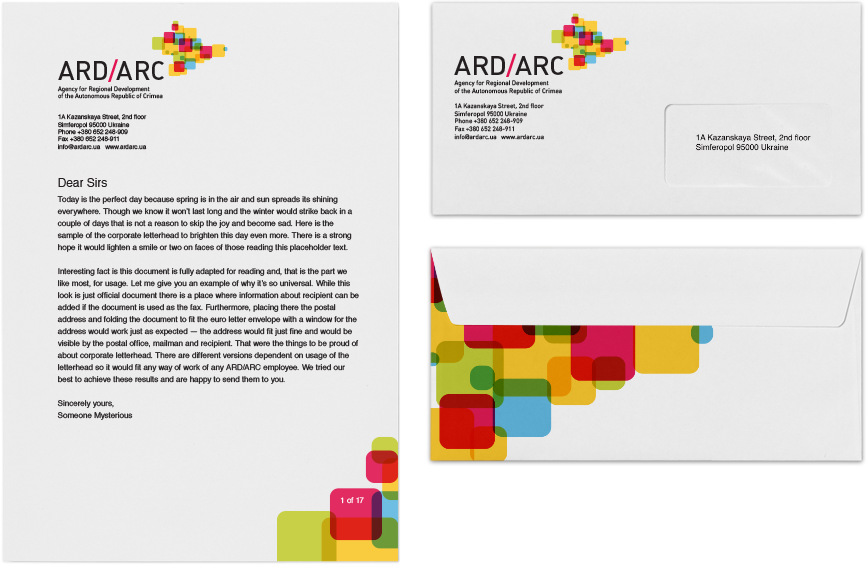 ARD/ARC
Agency for Regional Development
of the Autonomous Republic of Crimea
1A Kazanskaya Street, 2nd floor
Simferopol 95000 Ukraine
Phone +380 652 248-909
Fax +380 652 248-911
info@ardarc.ua www.ardarc.ua
Dear Sirs
Today is the perfect day because spring is in the air and sun spreads its shining
everywhere. Though we know it won't last long and the winter would strike back in a
couple of days that is not a reason to skip the joy and become sad. Here is the
sample of the corporate letterhead to brighten this day even more. There is a strong
hope it would lighten a smile or two on faces of those reading this placeholder text.
Interesting fact is this document is fully adapted for reading and, that is the part we
like most, for usage. Let me give you an example of why it's so universal. While this
look is just official document there is a place where information about recipient can be
added if the document is used as the fax. Furthermore, placing there the postal
address and folding the document to fit the euro letter envelope with a window for the
address would work just as expected — the address would fit just fine and would be
visible by the postal office, mailman and recipient. That were the things to be proud of
about corporate letterhead. There are different versions dependent on usage of the
letterhead so it would fit any way of work of any ARD/ARC employee. We tried our
best to achieve these results and are happy to send them to you.
Sincerely yours,
Someone Mysterious
1 of 17
ARD/ARC
Agency for Regional Development
of the Autonomous Republic of Crimea
1A Kazanskaya Street, 2nd floor
Simferopol 95000 Ukraine
Phone +380 652 248-909
Fax +380 652 248-911
info@ardarc.ua www.ardarc.ua
1A Kazanskaya Street, 2nd floor
Simferopol 95000 Ukraine